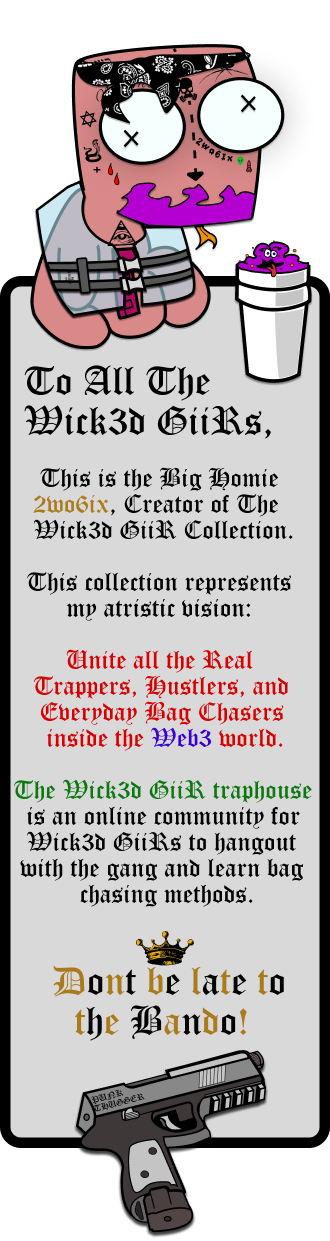 2wo6ix
To All The
Wick3d GiiRs,
This is the Big Homie
2wo6ix, Creator of The
Wick3d GiiR Collection.
This collection represents
my atristic vision:
Unite all the Real
Trappers, Hustlers, and
Everyday Bag Chasers
inside the Web3 world.
The Wick3d GiiR traphouse
is an online community for
Wick3d GiiRs to hangout
with the gang and learn bag
chasing methods.
Dont be late to
the Bando!
PUNK
THUGGER